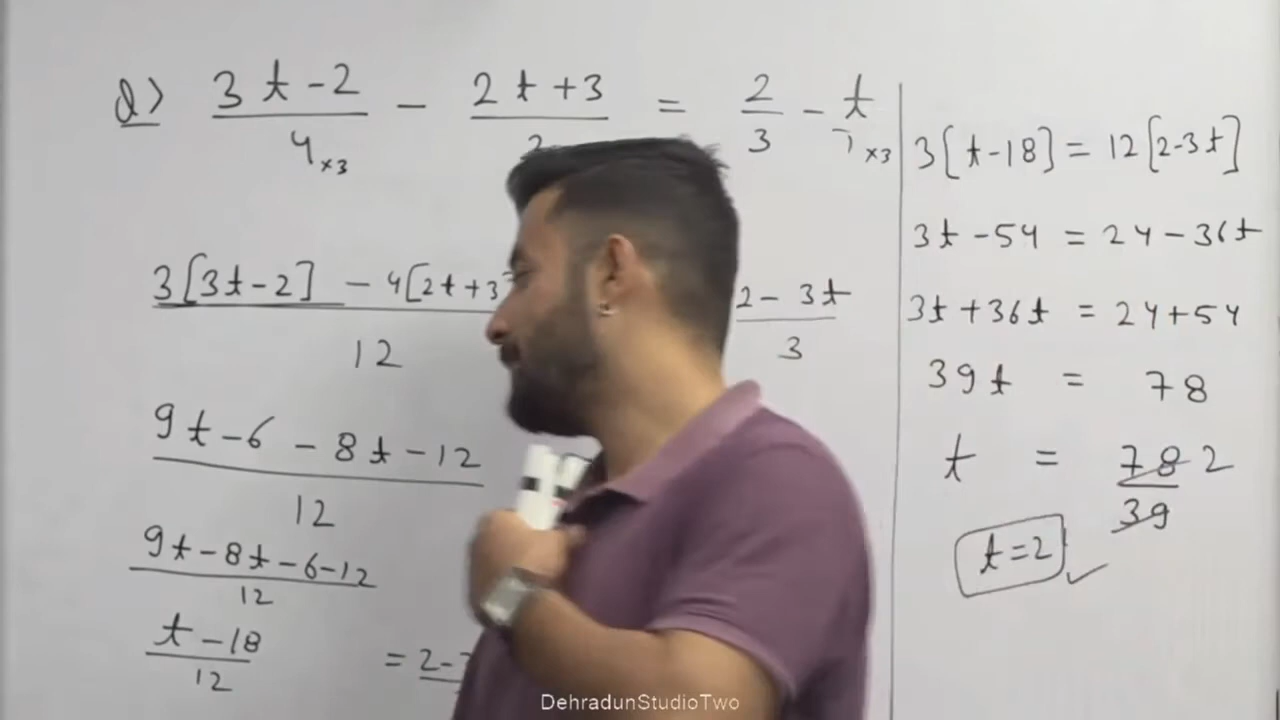 d) (3t-2)/4×3 - (2t+3)/ = 2/3 - t/ ×3
(3[3t-2] - 4[2t+3)/12 (2-3t)/3
(9t-6-8t-12)/12
(9t-8t-6-12)/12
(t-18)/12 = 2-
3[t-18] = 12[2-3t]
3t-54 = 24-36t
3t+36t = 24+54
39t = 78
t = 78/39 2
t=2 ✓
DehradunStudioTwo